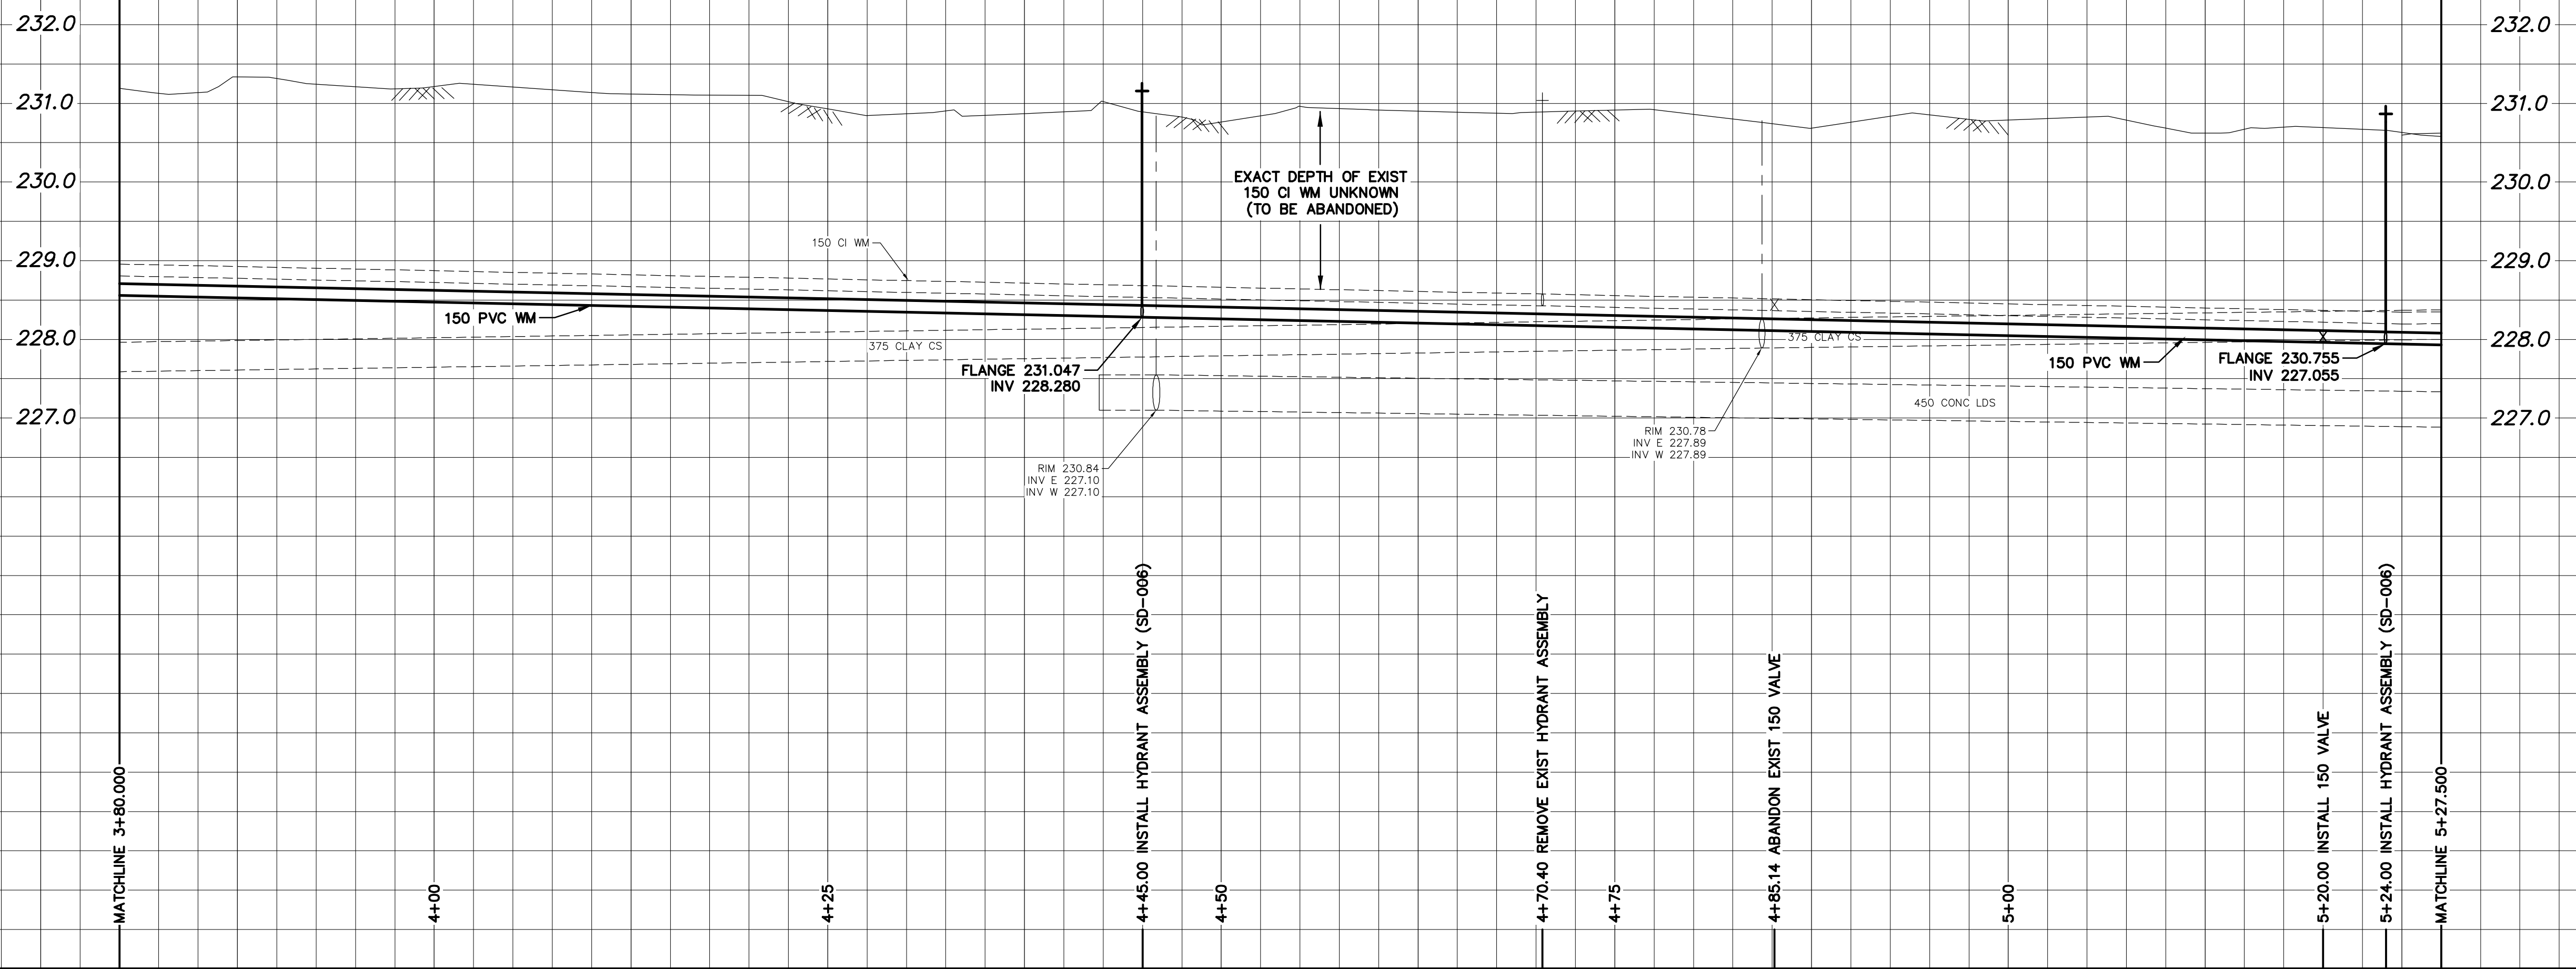 232.0
232.0
231.0
231.0
230.0
230.0
EXACT DEPTH OF EXIST
150 CI WM UNKNOWN
(TO BE ABANDONED)
150 CI WM
229.0
229.0
150 PVC WM
228.0
228.0
375 CLAY CS
375 CLAY CS
FLANGE 231.047
INV 228.280
150 PVC WM
FLANGE 230.755
INV 227.055
227.0
227.0
450 CONC LDS
RIM 230.84
INV E 227.10
INV W 227.10
RIM 230.78
INV E 227.89
INV W 227.89
MATCHLINE 3+80.000
4+00
4+25
4+45.00 INSTALL HYDRANT ASSEMBLY (SD-006)
4+50
4+70.40 REMOVE EXIST HYDRANT ASSEMBLY
4+75
4+85.14 ABANDON EXIST 150 VALVE
5+00
5+20.00 INSTALL 150 VALVE
5+24.00 INSTALL HYDRANT ASSEMBLY (SD-006)
MATCHLINE 5+27.500